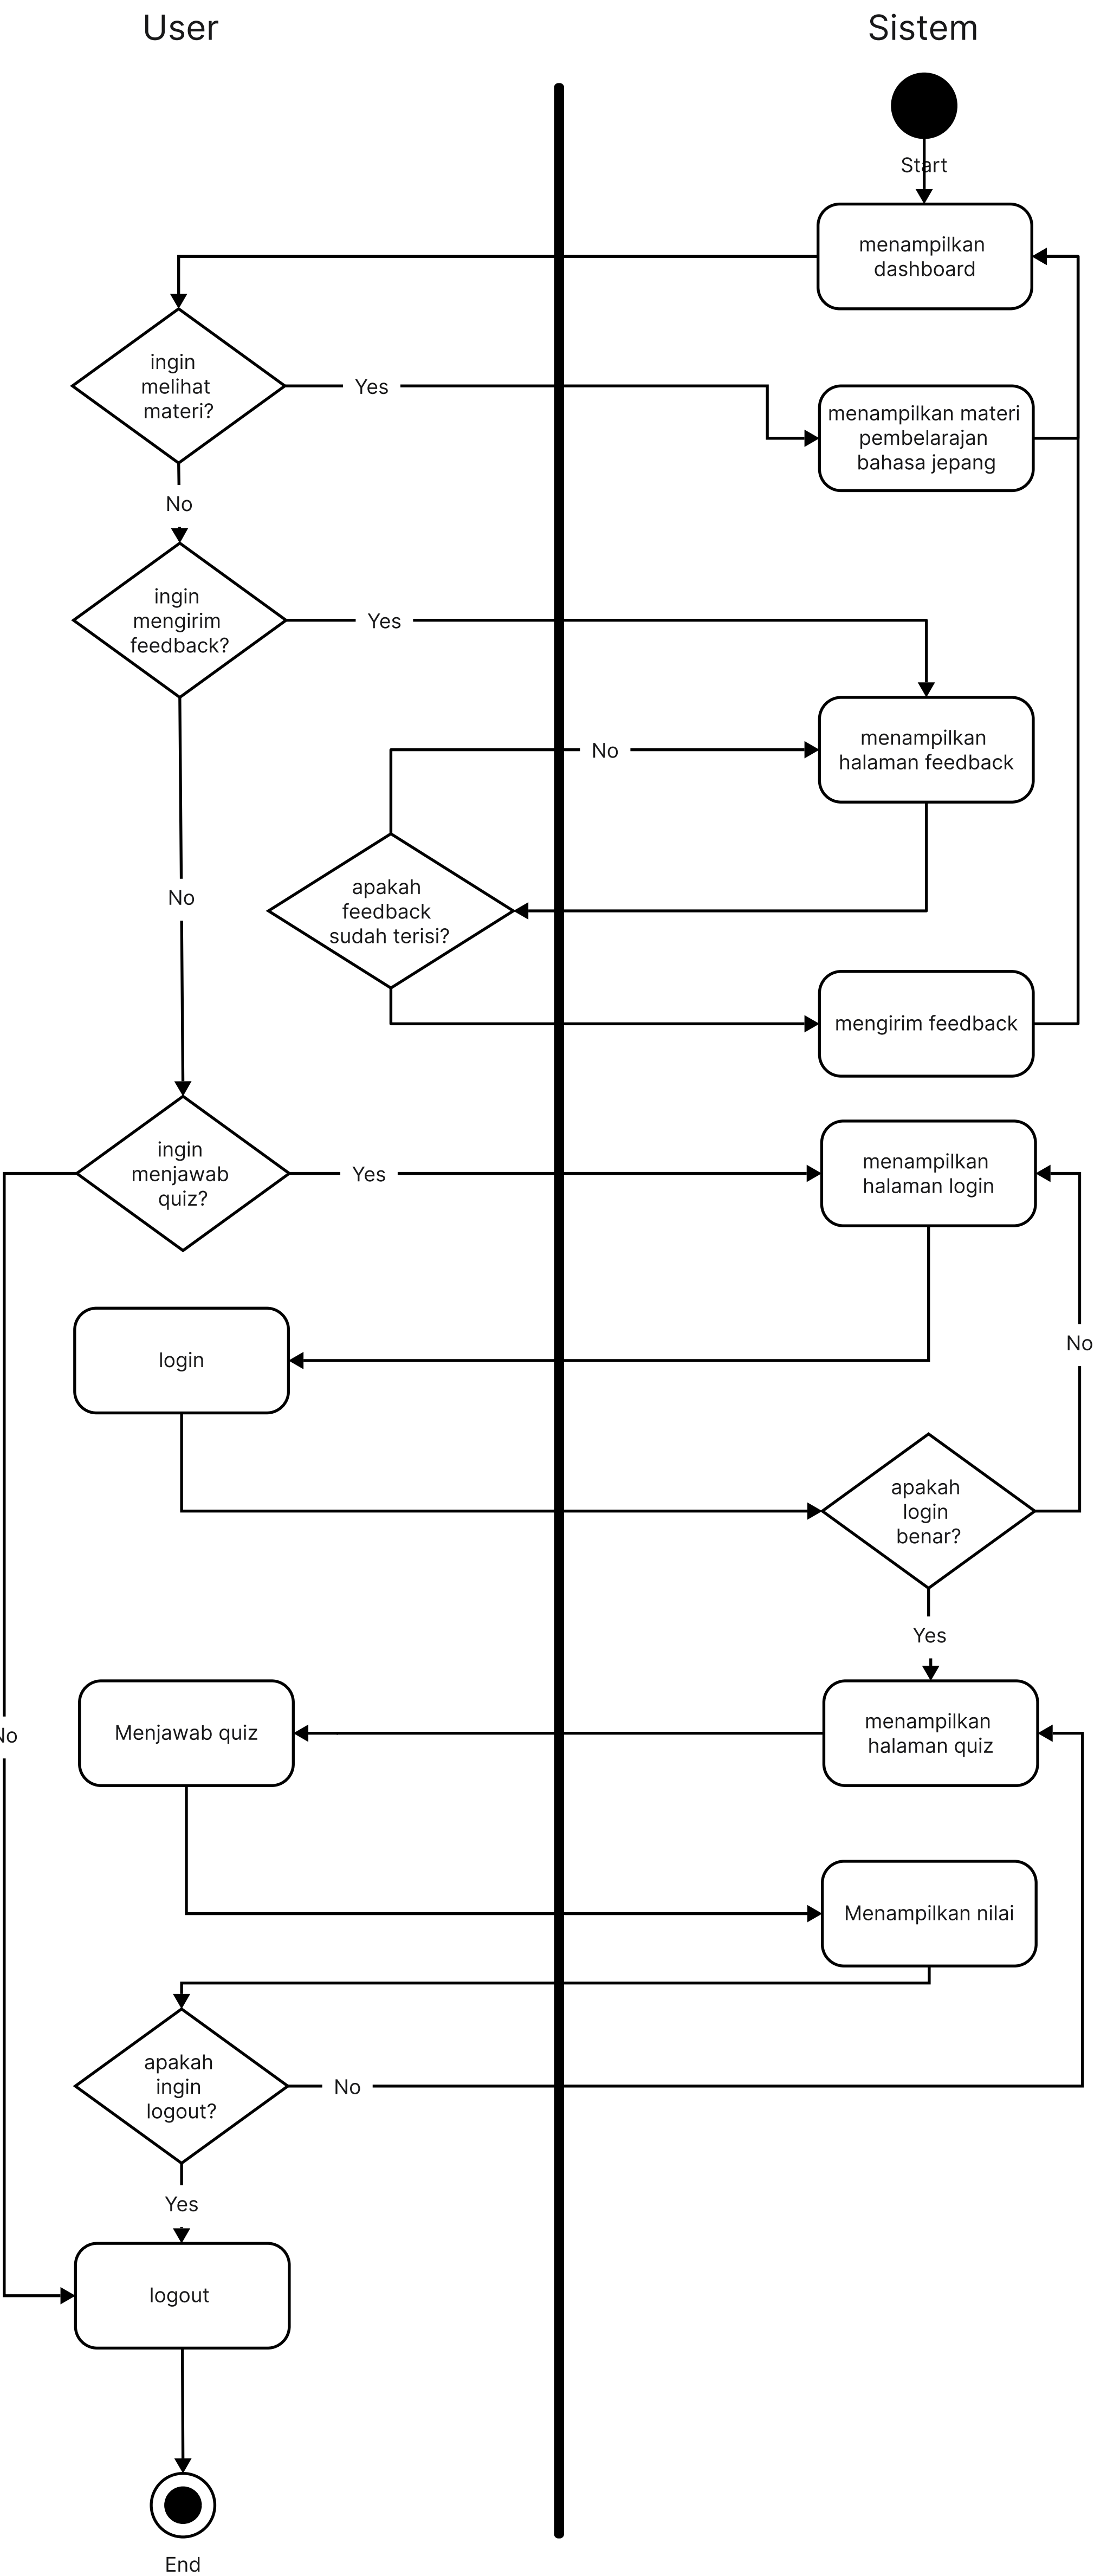 User
Sistem
Start
menampilkan
dashboard
ingin
melihat
materi?
Yes
menampilkan materi
pembelarajan
bahasa jepang
No
ingin
mengirim
feedback?
Yes
menampilkan
halaman feedback
No
apakah
feedback
sudah terisi?
No
mengirim feedback
ingin
menjawab
quiz?
Yes
menampilkan
halaman login
No
login
apakah
login
benar?
Yes
No
Menjawab quiz
menampilkan
halaman quiz
Menampilkan nilai
apakah
ingin
logout?
No
Yes
logout
End